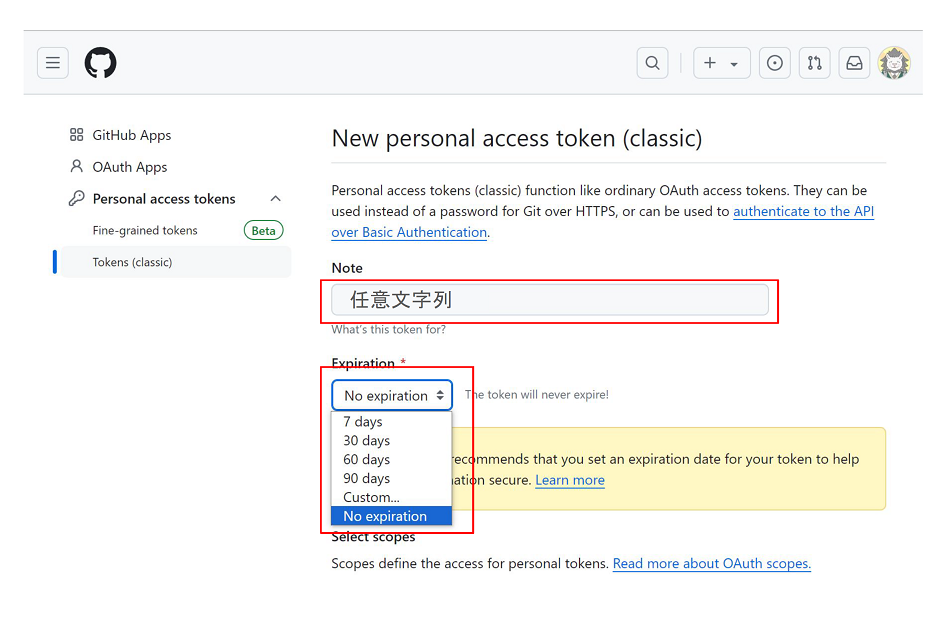 GitHub Apps
OAuth Apps
Personal access tokens
Fine-grained tokens Beta
Tokens (classic)
New personal access token (classic)
Personal access tokens (classic) function like ordinary OAuth access tokens. They can be
used instead of a password for Git over HTTPS, or can be used to authenticate to the API
over Basic Authentication.
Note
任意文字列
What's this token for?
Expiration *
No expiration The token will never expire!
7 days
30 days
60 days
90 days
Custom...
No expiration
recommends that you set an expiration date for your token to help
secure. Learn more
Select scopes
Scopes define the access for personal tokens. Read more about OAuth scopes.